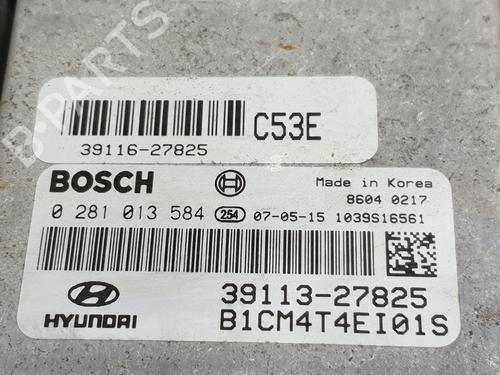 C53E
39116-27825
BOSCH
Made in Korea
8604 0217
0 281 013 584 254 07-05-15 1039S16561
39113-27825
HYUNDAI B1CM4T4EI01S
B-PARTS